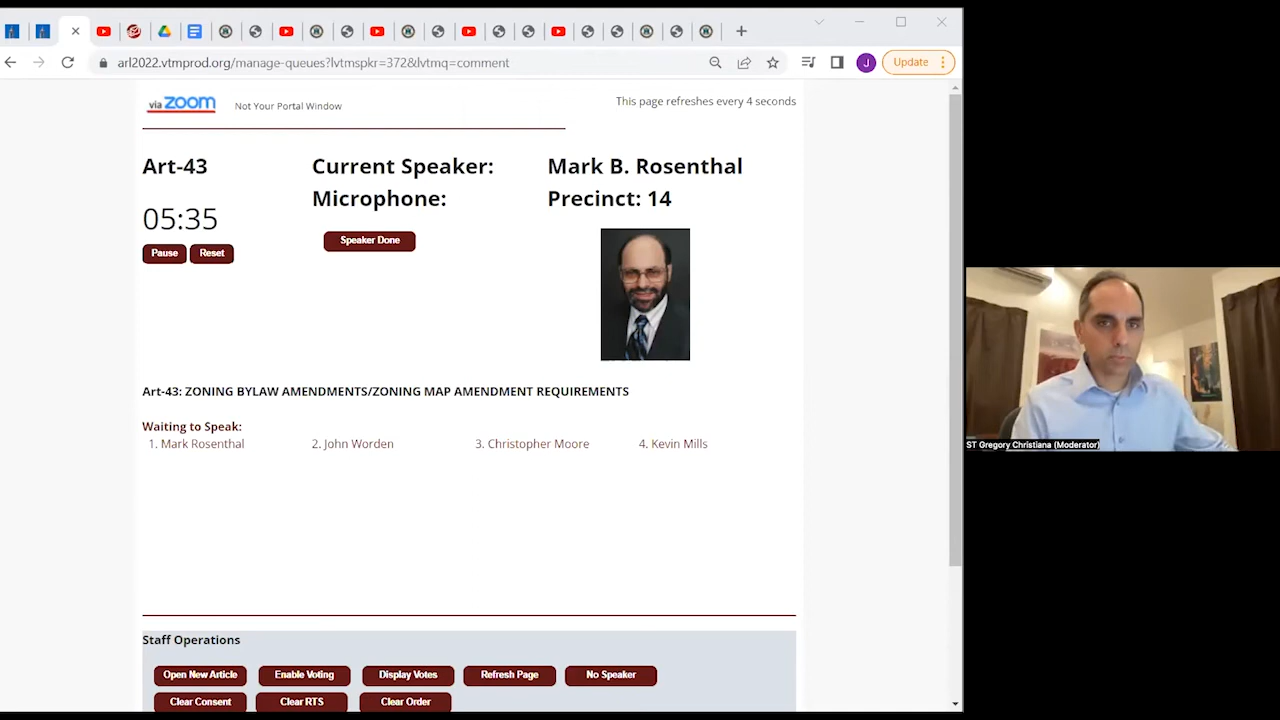 Update
arl2022.vtmprod.org/manage-queues?lvtmspkr=372&lvtmq=comment
via zoom
Not Your Portal Window
This page refreshes every 4 seconds
Art-43
Current Speaker:
Mark B. Rosenthal
Microphone:
Precinct: 14
05:35
Pause
Reset
Speaker Done
Art-43: ZONING BYLAW AMENDMENTS/ZONING MAP AMENDMENT REQUIREMENTS
Waiting to Speak:
1. Mark Rosenthal
2. John Worden
3. Christopher Moore
4. Kevin Mills
ST Gregory Christiana (Moderator)
Staff Operations
Open New Article
Enable Voting
Display Votes
Refresh Page
No Speaker
Clear Consent
Clear RTS
Clear Order
J